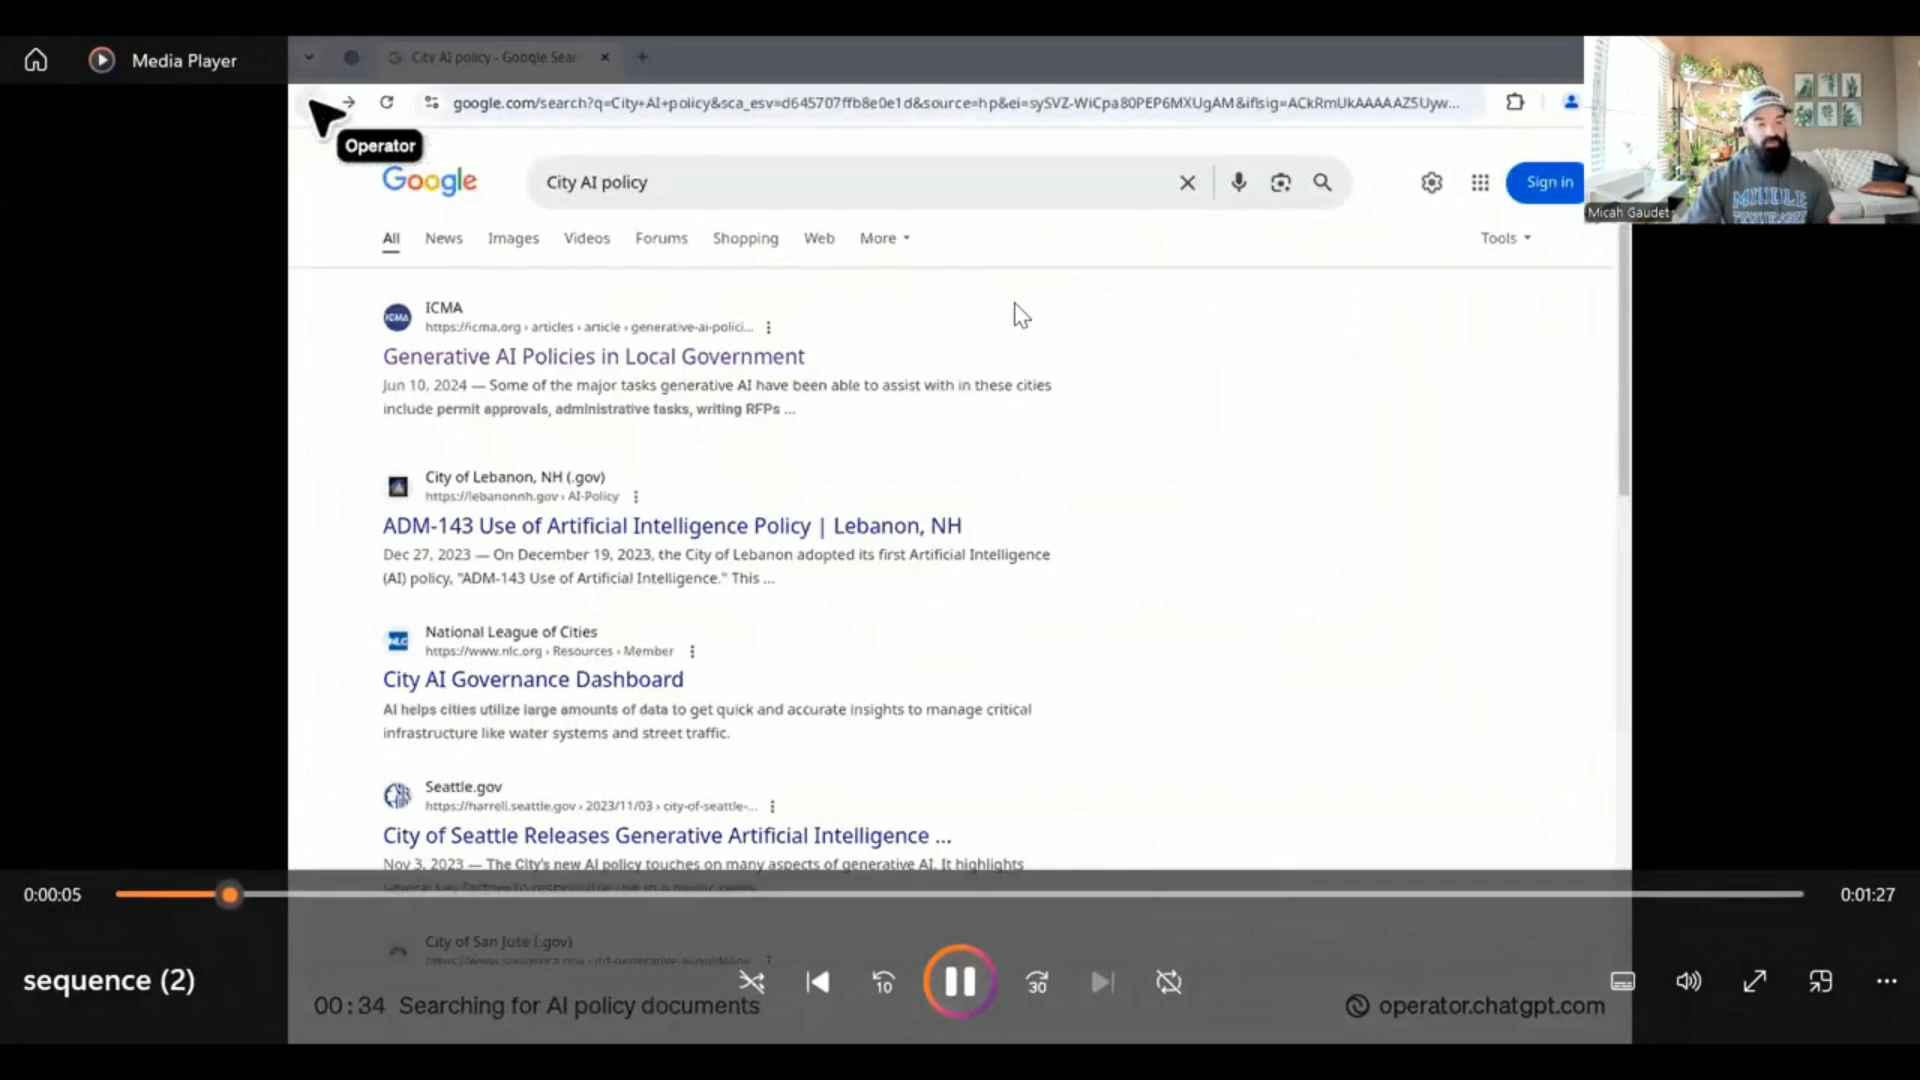 Media Player
City AI policy - Google Sear
google.com/search?q=City+AI+policy&sca_esv=d645707ffb8e0e1d&source=hp&ei=sySVZ-WiCpa80PEP6MXUgAM&iflsig=ACkRmUkAAAAAZ5Uyw...
Operator
Google
City AI policy
Sign in
Micah Gaudet
MIDDLE
TENNESSEE
All News Images Videos Forums Shopping Web More
Tools
ICMA
ICMA
https://icma.org › articles › article › generative-ai-polici...
Generative AI Policies in Local Government
Jun 10, 2024 — Some of the major tasks generative AI have been able to assist with in these cities
include permit approvals, administrative tasks, writing RFPs ...
City of Lebanon, NH (.gov)
https://lebanonnh.gov › AI-Policy
ADM-143 Use of Artificial Intelligence Policy | Lebanon, NH
Dec 27, 2023 — On December 19, 2023, the City of Lebanon adopted its first Artificial Intelligence
(AI) policy, "ADM-143 Use of Artificial Intelligence." This ...
NLC
National League of Cities
https://www.nlc.org › Resources › Member
City AI Governance Dashboard
AI helps cities utilize large amounts of data to get quick and accurate insights to manage critical
infrastructure like water systems and street traffic.
Seattle.gov
https://harrell.seattle.gov › 2023/11/03 › city-of-seattle-...
City of Seattle Releases Generative Artificial Intelligence ...
Nov 3, 2023 — The City's new AI policy touches on many aspects of generative AI. It highlights
0:00:05
0:01:27
City of San Jose (.gov)
sequence (2)
10
30
00:34 Searching for AI policy documents
operator.chatgpt.com